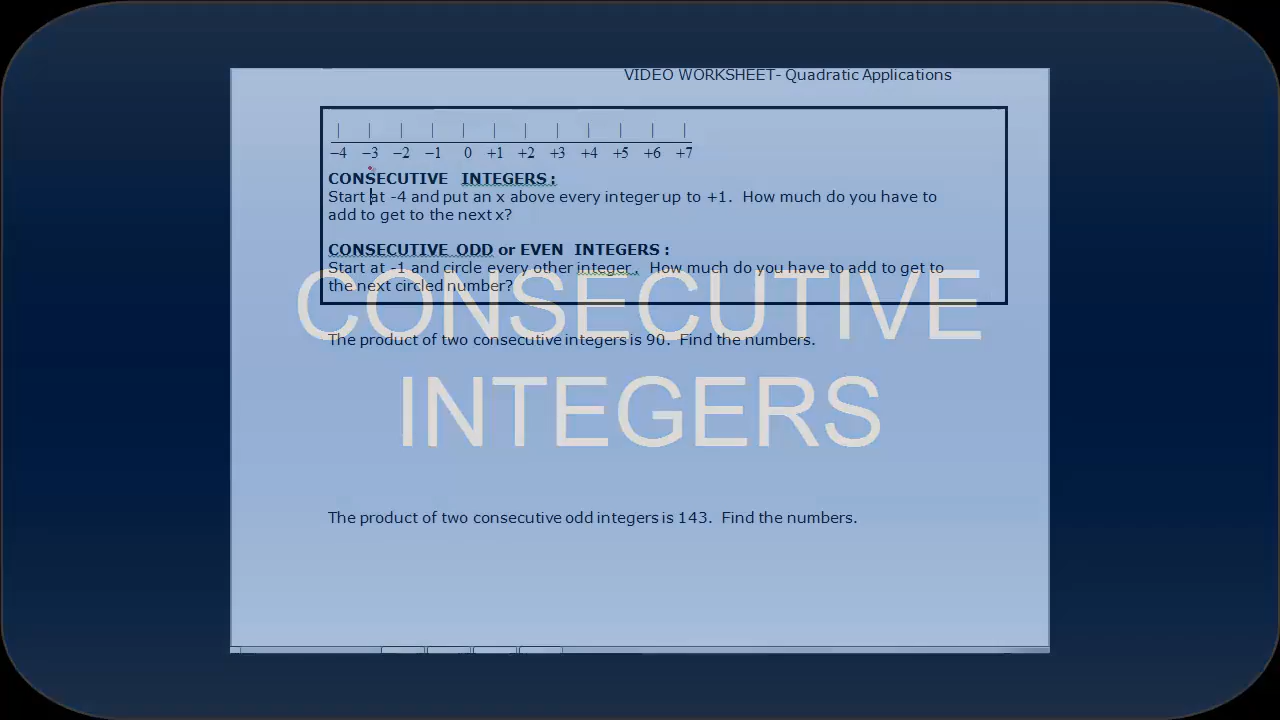 VIDEO WORKSHEET- Quadratic Applications
−4 −3 −2 −1 0 +1 +2 +3 +4 +5 +6 +7
CONSECUTIVE INTEGERS:
Start at -4 and put an x above every integer up to +1. How much do you have to
add to get to the next x?
CONSECUTIVE ODD or EVEN INTEGERS:
Start at -1 and circle every other integer. How much do you have to add to get to
the next circled number?
CONSECUTIVE
The product of two consecutive integers is 90. Find the numbers.
INTEGERS
The product of two consecutive odd integers is 143. Find the numbers.